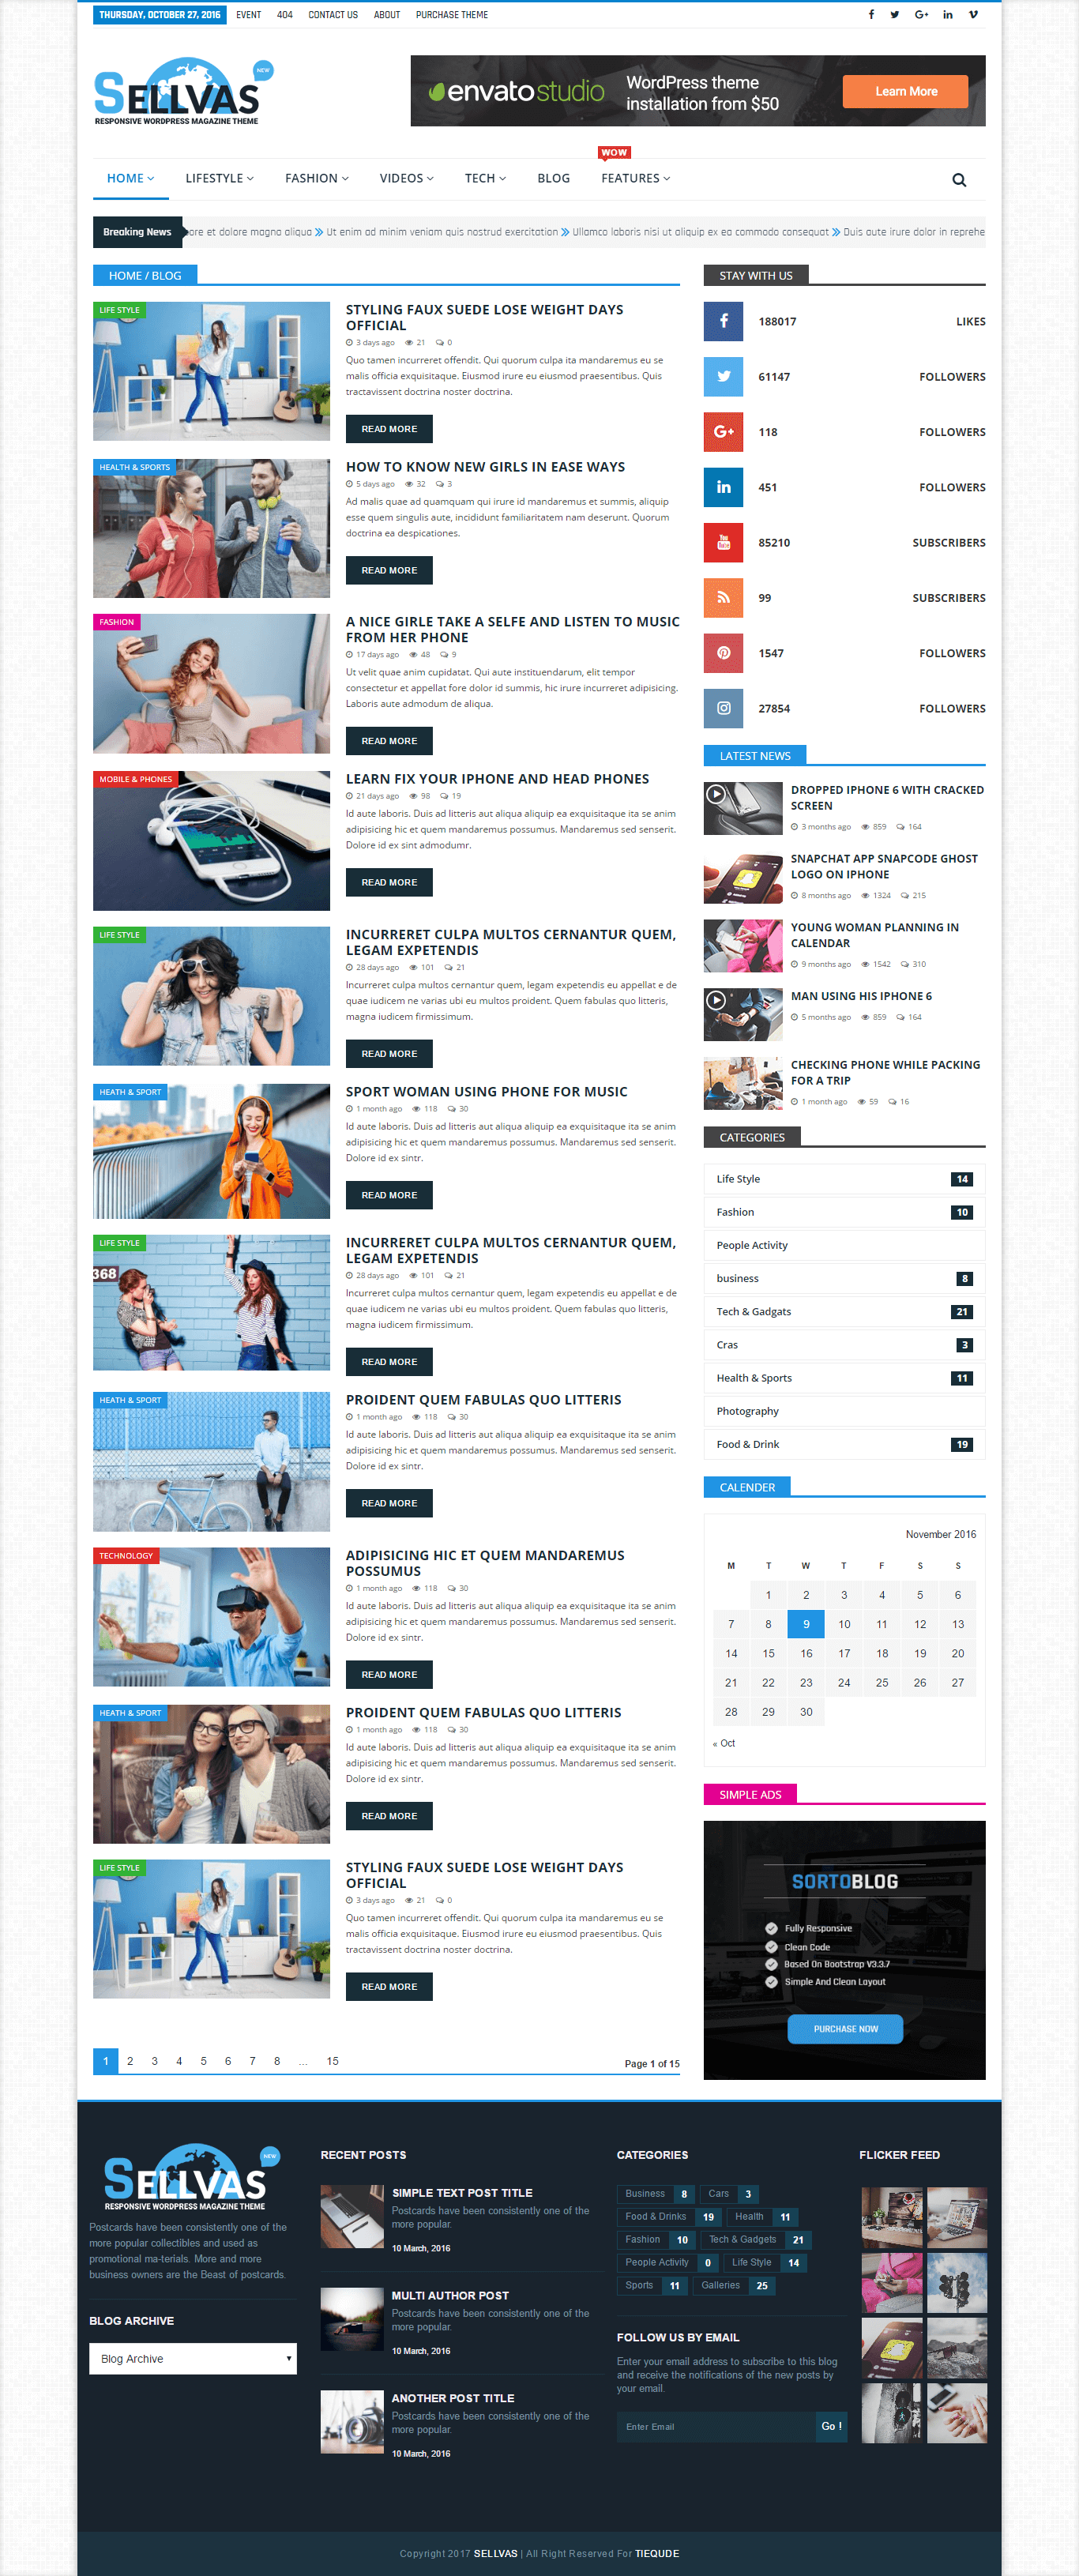 THURSDAY, OCTOBER 27, 2016 EVENT 404 CONTACT US ABOUT PURCHASE THEME
SELLVAS
NEW
RESPONSIVE WORDPRESS MAGAZINE THEME
envatostudio
WordPress theme
installation from $50
Learn More
WOW
HOME LIFESTYLE FASHION VIDEOS TECH BLOG FEATURES
Breaking News
ore et dolore magna aliqua Ut enim ad minim veniam quis nostrud exercitation Ullamco laboris nisi ut aliquip ex ea commodo consequat Duis aute irure dolor in reprehe
HOME / BLOG
LIFE STYLE
STYLING FAUX SUEDE LOSE WEIGHT DAYS
OFFICIAL
3 days ago 21 0
Quo tamen incurreret offendit. Qui quorum culpa ita mandaremus eu se
malis officia exquisitaque. Eiusmod irure eu eiusmod praesentibus. Quis
tractavissent doctrina noster doctrina.
READ MORE
HEALTH & SPORTS
HOW TO KNOW NEW GIRLS IN EASE WAYS
5 days ago 32 3
Ad malis quae ad quamquam qui irure id mandaremus et summis, aliquip
esse quem singulis aute, incididunt familiaritatem nam deserunt. Quorum
doctrina ea despicationes.
READ MORE
FASHION
A NICE GIRLE TAKE A SELFE AND LISTEN TO MUSIC
FROM HER PHONE
17 days ago 48 9
Ut velit quae anim cupidatat. Qui aute instituendarum, elit tempor
consectetur et appellat fore dolor id summis, hic irure incurreret adipisicing.
Laboris aute admodum de aliqua.
READ MORE
MOBILE & PHONES
LEARN FIX YOUR IPHONE AND HEAD PHONES
21 days ago 98 19
Id aute laboris. Duis ad litteris aut aliqua aliquip ea exquisitaque ita se anim
adipisicing hic et quem mandaremus possumus. Mandaremus sed senserit.
Dolore id ex sint admodumr.
READ MORE
LIFE STYLE
INCURRERET CULPA MULTOS CERNANTUR QUEM,
LEGAM EXPETENDIS
28 days ago 101 21
Incurreret culpa multos cernantur quem, legam expetendis eu appellat e de
quae iudicem ne varias ubi eu multos proident. Quem fabulas quo litteris,
magna iudicem firmissimum.
READ MORE
HEATH & SPORT
SPORT WOMAN USING PHONE FOR MUSIC
1 month ago 118 30
Id aute laboris. Duis ad litteris aut aliqua aliquip ea exquisitaque ita se anim
adipisicing hic et quem mandaremus possumus. Mandaremus sed senserit.
Dolore id ex sintr.
READ MORE
LIFE STYLE
368
INCURRERET CULPA MULTOS CERNANTUR QUEM,
LEGAM EXPETENDIS
28 days ago 101 21
Incurreret culpa multos cernantur quem, legam expetendis eu appellat e de
quae iudicem ne varias ubi eu multos proident. Quem fabulas quo litteris,
magna iudicem firmissimum.
READ MORE
HEATH & SPORT
PROIDENT QUEM FABULAS QUO LITTERIS
1 month ago 118 30
Id aute laboris. Duis ad litteris aut aliqua aliquip ea exquisitaque ita se anim
adipisicing hic et quem mandaremus possumus. Mandaremus sed senserit.
Dolore id ex sintr.
READ MORE
TECHNOLOGY
ADIPISICING HIC ET QUEM MANDAREMUS
POSSUMUS
1 month ago 118 30
Id aute laboris. Duis ad litteris aut aliqua aliquip ea exquisitaque ita se anim
adipisicing hic et quem mandaremus possumus. Mandaremus sed senserit.
Dolore id ex sintr.
READ MORE
HEATH & SPORT
PROIDENT QUEM FABULAS QUO LITTERIS
1 month ago 118 30
Id aute laboris. Duis ad litteris aut aliqua aliquip ea exquisitaque ita se anim
adipisicing hic et quem mandaremus possumus. Mandaremus sed senserit.
Dolore id ex sintr.
READ MORE
LIFE STYLE
STYLING FAUX SUEDE LOSE WEIGHT DAYS
OFFICIAL
3 days ago 21 0
Quo tamen incurreret offendit. Qui quorum culpa ita mandaremus eu se
malis officia exquisitaque. Eiusmod irure eu eiusmod praesentibus. Quis
tractavissent doctrina noster doctrina.
READ MORE
1 2 3 4 5 6 7 8 ... 15
Page 1 of 15
STAY WITH US
188017 LIKES
61147 FOLLOWERS
118 FOLLOWERS
451 FOLLOWERS
85210 SUBSCRIBERS
99 SUBSCRIBERS
1547 FOLLOWERS
27854 FOLLOWERS
LATEST NEWS
DROPPED IPHONE 6 WITH CRACKED
SCREEN
3 months ago 859 164
SNAPCHAT APP SNAPCODE GHOST
LOGO ON IPHONE
8 months ago 1324 215
YOUNG WOMAN PLANNING IN
CALENDAR
9 months ago 1542 310
MAN USING HIS IPHONE 6
5 months ago 859 164
CHECKING PHONE WHILE PACKING
FOR A TRIP
1 month ago 59 16
CATEGORIES
Life Style 14
Fashion 10
People Activity
business 8
Tech & Gadgats 21
Cras 3
Health & Sports 11
Photography
Food & Drink 19
CALENDER
November 2016
M T W T F S S
1 2 3 4 5 6
7 8 9 10 11 12 13
14 15 16 17 18 19 20
21 22 23 24 25 26 27
28 29 30
« Oct
SIMPLE ADS
SORTOBLOG
Fully Responsive
Clean Code
Based On Bootstrap V3.3.7
Simple And Clean Layout
PURCHASE NOW
SELLVAS
NEW
RESPONSIVE WORDPRESS MAGAZINE THEME
Postcards have been consistently one of the
more popular collectibles and used as
promotional ma-terials. More and more
business owners are the Beast of postcards.
BLOG ARCHIVE
Blog Archive
RECENT POSTS
SIMPLE TEXT POST TITLE
Postcards have been consistently one of the
more popular.
10 March, 2016
MULTI AUTHOR POST
Postcards have been consistently one of the
more popular.
10 March, 2016
ANOTHER POST TITLE
Postcards have been consistently one of the
more popular.
10 March, 2016
CATEGORIES
Business 8 Cars 3
Food & Drinks 19 Health 11
Fashion 10 Tech & Gadgets 21
People Activity 0 Life Style 14
Sports 11 Galleries 25
FOLLOW US BY EMAIL
Enter your email address to subscribe to this blog
and receive the notifications of the new posts by
your email.
Enter Email Go !
FLICKER FEED
Copyright 2017 SELLVAS | All Right Reserved For TIEQUDE